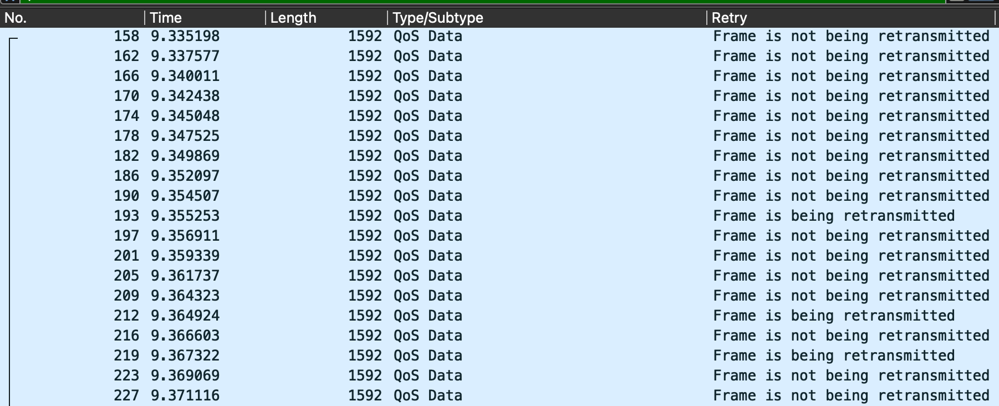 No. Time Length Type/Subtype Retry
158 9.335198 1592 QoS Data Frame is not being retransmitted
162 9.337577 1592 QoS Data Frame is not being retransmitted
166 9.340011 1592 QoS Data Frame is not being retransmitted
170 9.342438 1592 QoS Data Frame is not being retransmitted
174 9.345048 1592 QoS Data Frame is not being retransmitted
178 9.347525 1592 QoS Data Frame is not being retransmitted
182 9.349869 1592 QoS Data Frame is not being retransmitted
186 9.352097 1592 QoS Data Frame is not being retransmitted
190 9.354507 1592 QoS Data Frame is not being retransmitted
193 9.355253 1592 QoS Data Frame is being retransmitted
197 9.356911 1592 QoS Data Frame is not being retransmitted
201 9.359339 1592 QoS Data Frame is not being retransmitted
205 9.361737 1592 QoS Data Frame is not being retransmitted
209 9.364323 1592 QoS Data Frame is not being retransmitted
212 9.364924 1592 QoS Data Frame is being retransmitted
216 9.366603 1592 QoS Data Frame is not being retransmitted
219 9.367322 1592 QoS Data Frame is being retransmitted
223 9.369069 1592 QoS Data Frame is not being retransmitted
227 9.371116 1592 QoS Data Frame is not being retransmitted